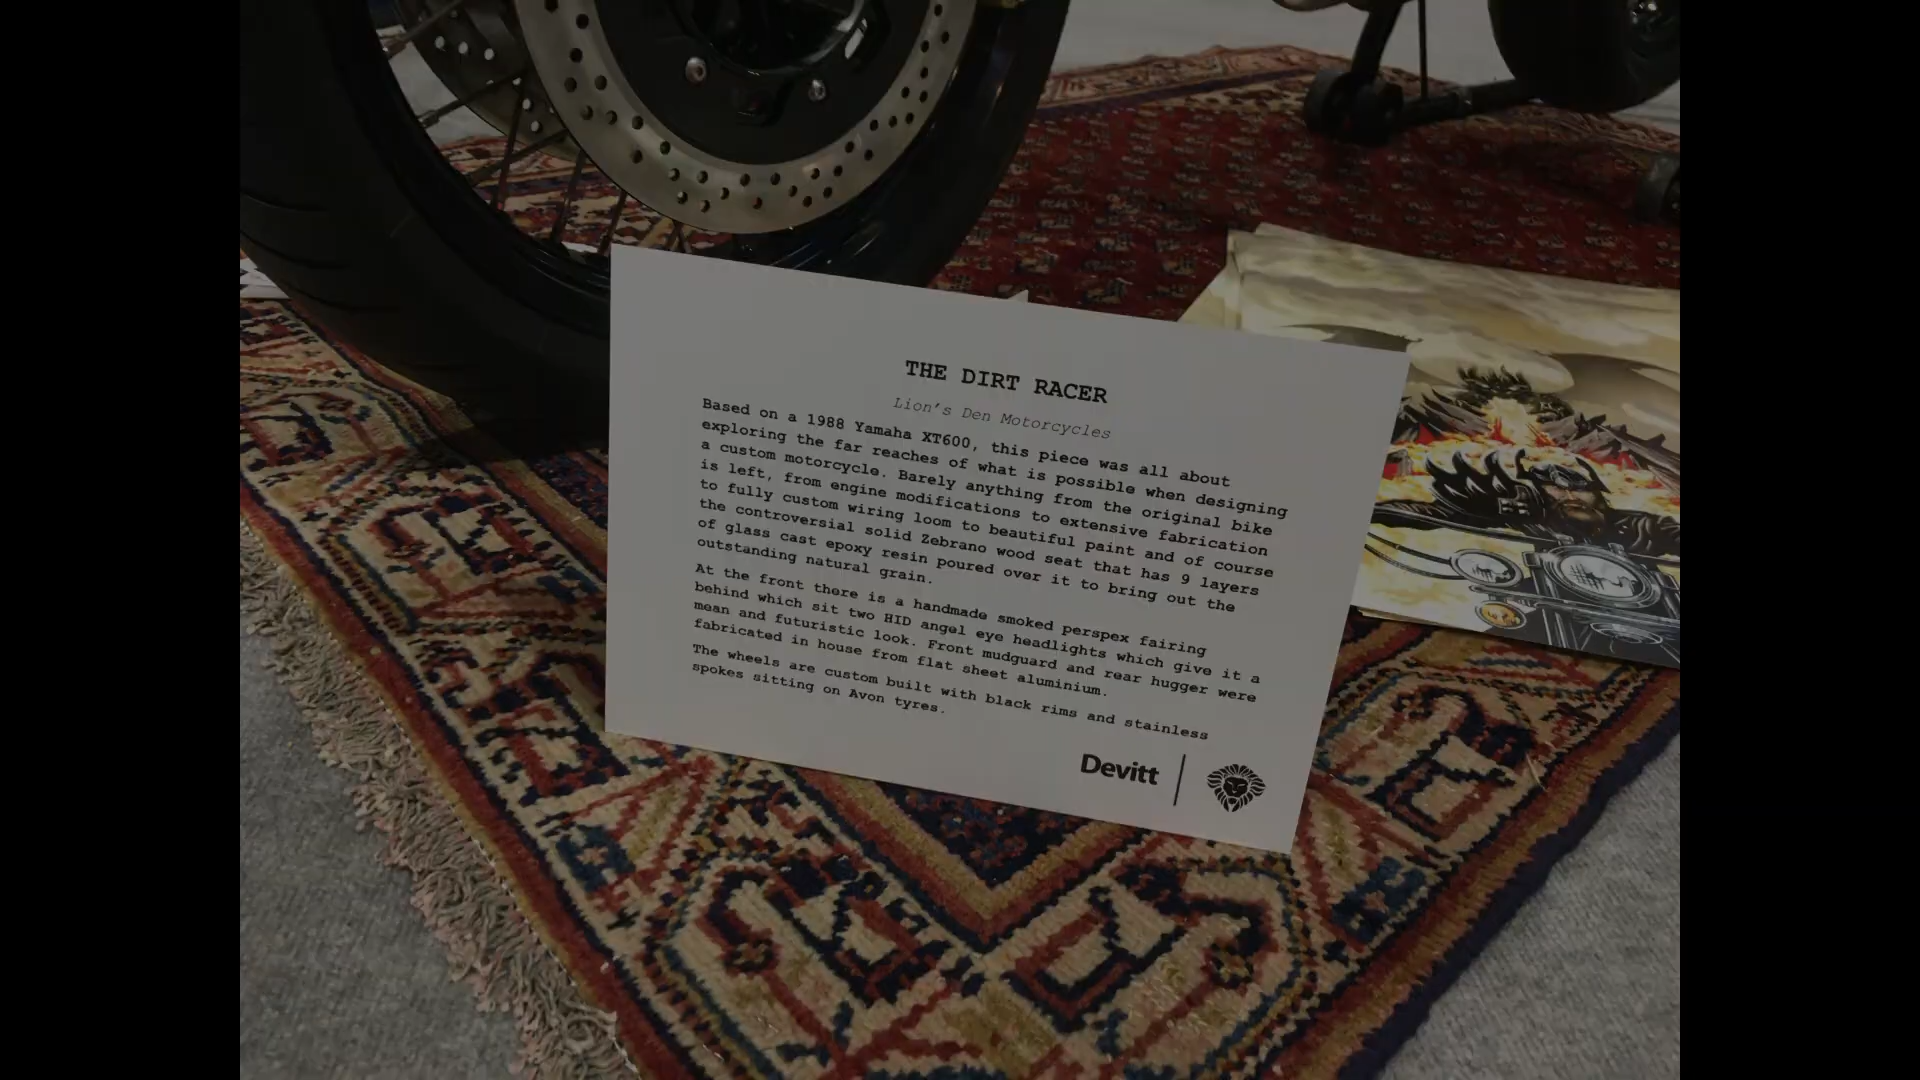 THE DIRT RACER
Lion's Den Motorcycles
Based on a 1988 Yamaha XT600, this piece was all about
exploring the far reaches of what is possible when designing
a custom motorcycle. Barely anything from the original bike
is left, from engine modifications to extensive fabrication
to fully custom wiring loom to beautiful paint and of course
the controversial solid Zebrano wood seat that has 9 layers
of glass cast epoxy resin poured over it to bring out the
outstanding natural grain.
At the front there is a handmade smoked perspex fairing
behind which sit two HID angel eye headlights which give it a
mean and futuristic look. Front mudguard and rear hugger were
fabricated in house from flat sheet aluminium.
The wheels are custom built with black rims and stainless
spokes sitting on Avon tyres.
Devitt